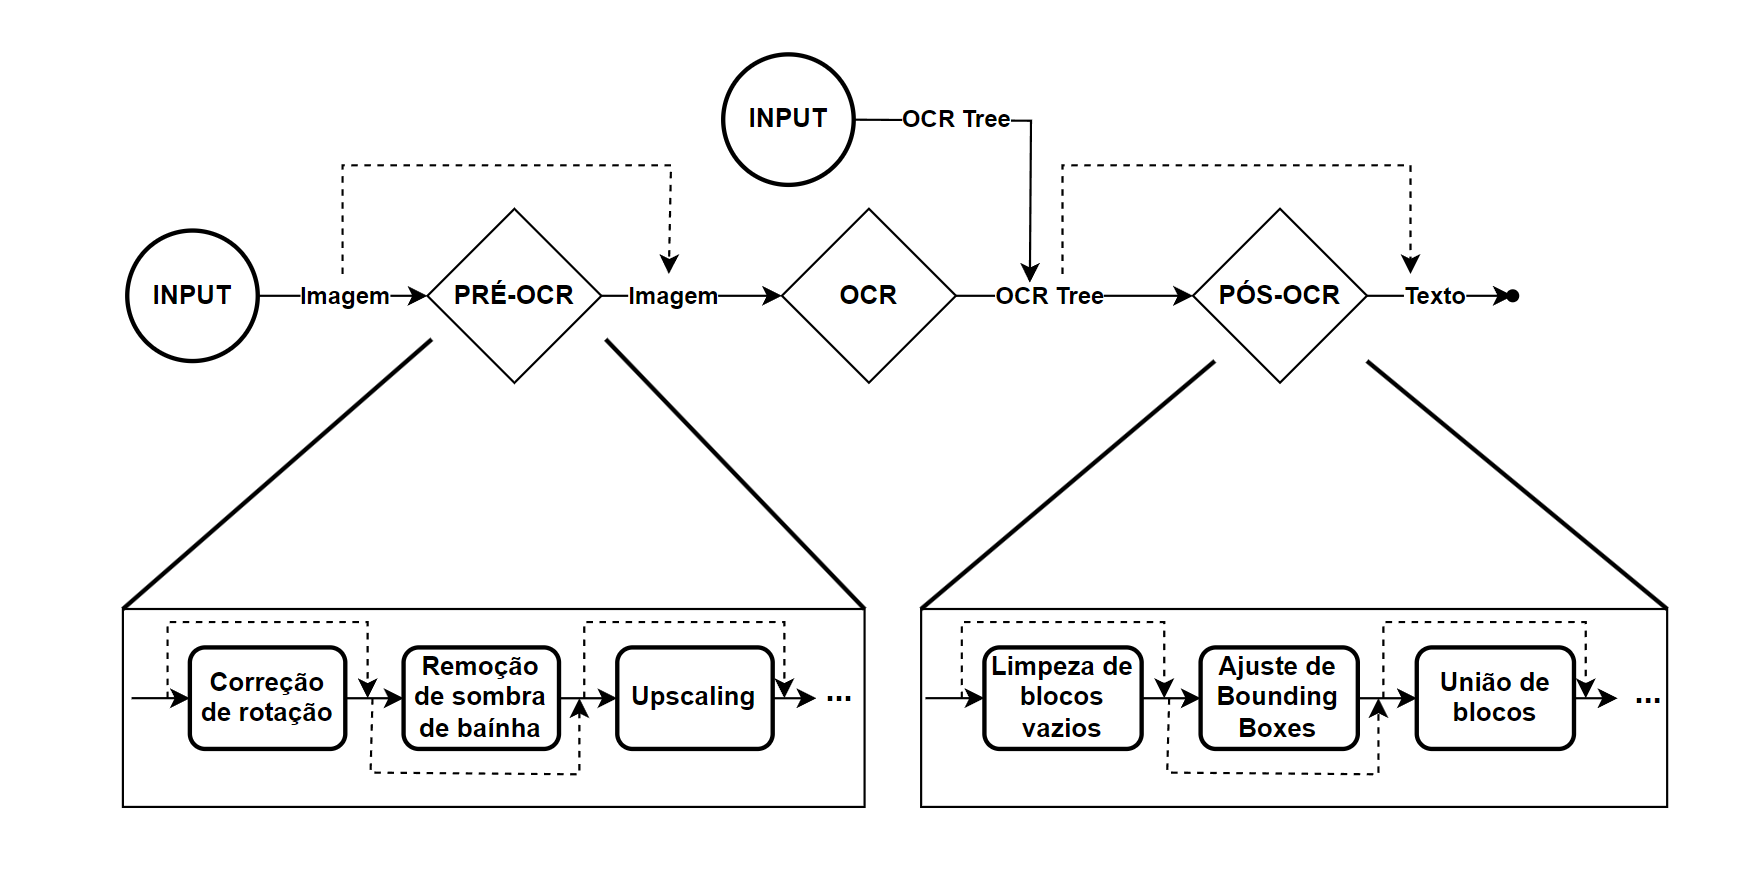 INPUT
OCR Tree
INPUT
Imagem
PRÉ-OCR
Imagem
OCR
OCR Tree
PÓS-OCR
Texto
Correção
de rotação
Remoção
de sombra
de baínha
Upscaling
...
Limpeza de
blocos
vazios
Ajuste de
Bounding
Boxes
União de
blocos
...